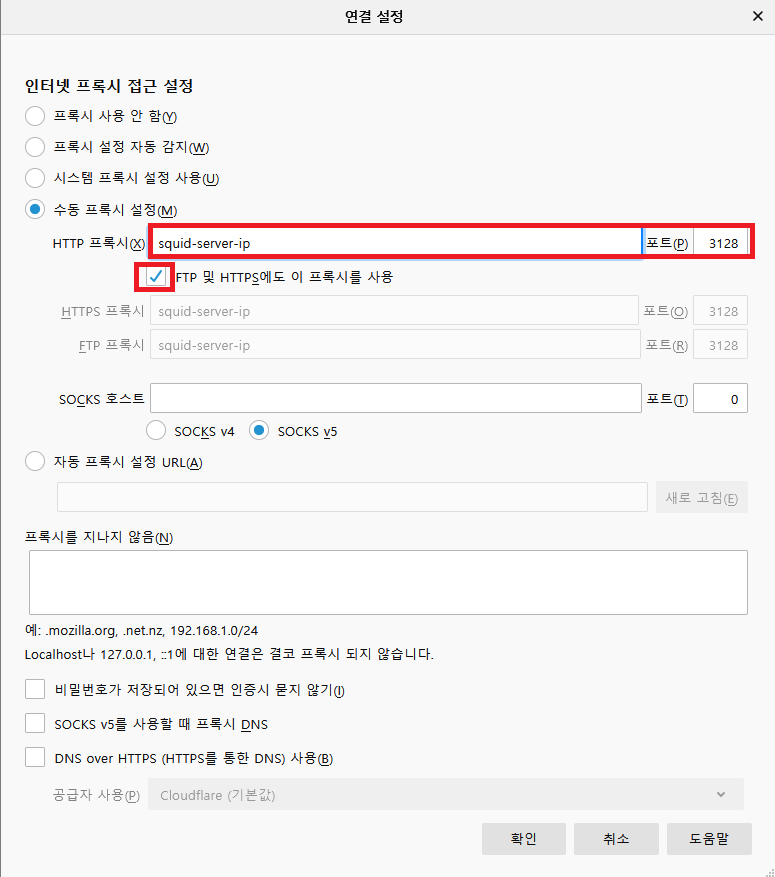 연결 설정
인터넷 프록시 접근 설정
프록시 사용 안 함(Y)
프록시 설정 자동 감지(W)
시스템 프록시 설정 사용(U)
수동 프록시 설정(M)
HTTP 프록시(X) squid-server-ip 포트(P) 3128
FTP 및 HTTPS에도 이 프록시를 사용
HTTPS 프록시 squid-server-ip 포트(O) 3128
FTP 프록시 squid-server-ip 포트(R) 3128
SOCKS 호스트 포트(T) 0
SOCKS v4 SOCKS v5
자동 프록시 설정 URL(A)
새로 고침(E)
프록시를 지나지 않음(N)
예: .mozilla.org, .net.nz, 192.168.1.0/24
Localhost나 127.0.0.1, ::1에 대한 연결은 결코 프록시 되지 않습니다.
비밀번호가 저장되어 있으면 인증시 묻지 않기(I)
SOCKS v5를 사용할 때 프록시 DNS
DNS over HTTPS (HTTPS를 통한 DNS) 사용(B)
공급자 사용(P) Cloudflare (기본값)
확인 취소 도움말